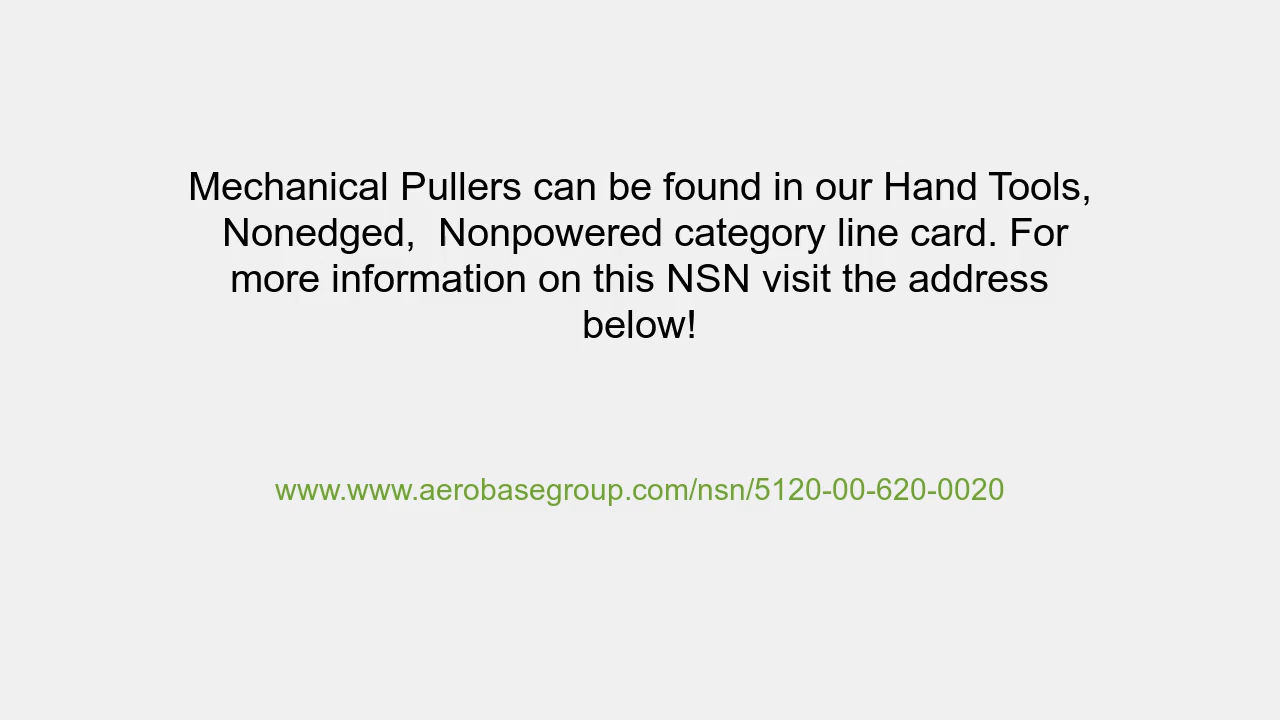 Mechanical Pullers can be found in our Hand Tools,
Nonedged,  Nonpowered category line card. For
more information on this NSN visit the address
below!
www.www.aerobasegroup.com/nsn/5120-00-620-0020